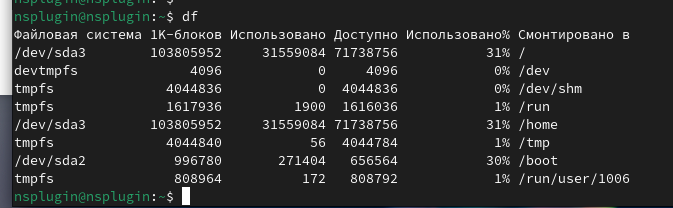 nsplugin@nsplugin:~$ df
Файловая система 1K-блоков Использовано Доступно Использовано% Смонтировано в
/dev/sda3 103805952 31559084 71738756 31% /
devtmpfs 4096 0 4096 0% /dev
tmpfs 4044836 0 4044836 0% /dev/shm
tmpfs 1617936 1900 1616036 1% /run
/dev/sda3 103805952 31559084 71738756 31% /home
tmpfs 4044840 56 4044784 1% /tmp
/dev/sda2 996780 271404 656564 30% /boot
tmpfs 808964 172 808792 1% /run/user/1006
nsplugin@nsplugin:~$